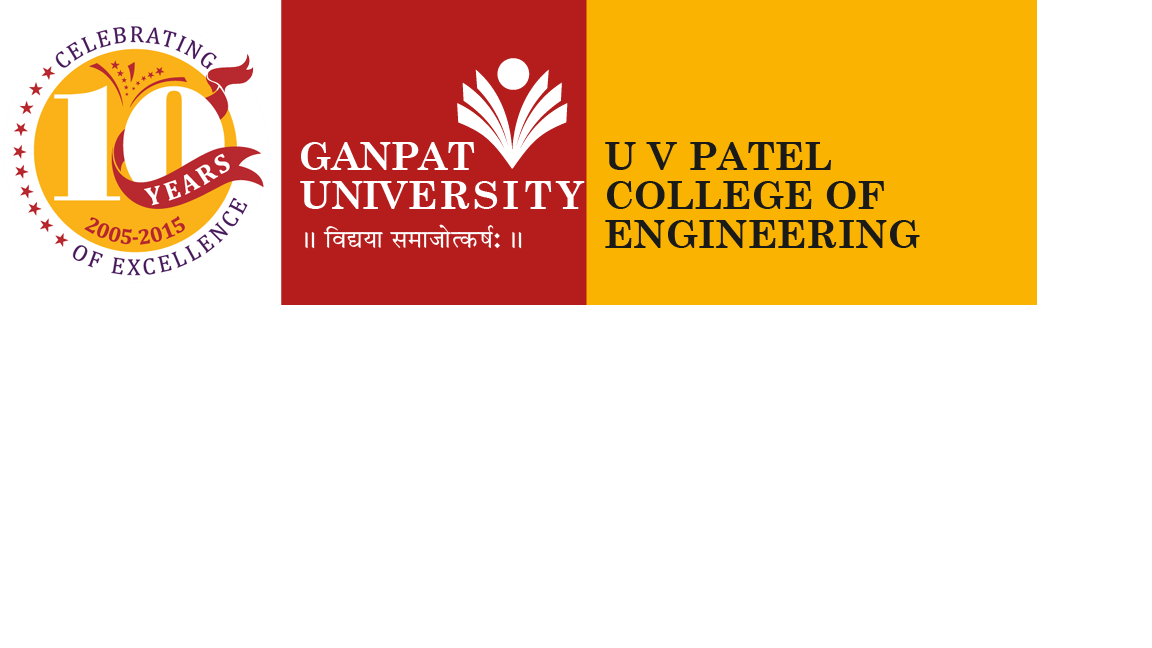 CELEBRATING
10
YEARS
2005-2015
OF EXCELLENCE
GANPAT
UNIVERSITY
॥ विद्यया समाजोत्कर्षः ॥
U V PATEL
COLLEGE OF
ENGINEERING